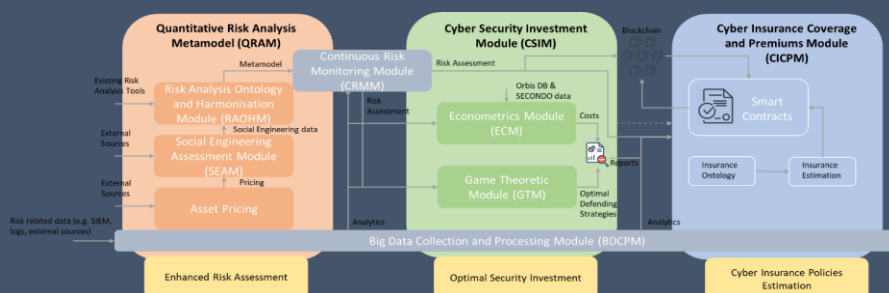 Quantitative Risk Analysis
Metamodel (QRAM)
Cyber Security Investment
Module (CSIM)
Cyber Insurance Coverage
and Premiums Module
(CICPM)
Blockchain
Metamodel
Continuous Risk
Monitoring Module
(CRMM)
Risk Assessment
Existing Risk
Analysis Tools
Risk Analysis Ontology
and Harmonisation
Module (RAOHM)
Risk
Assessment
Orbis DB &
SECONDO data
Econometrics Module
(ECM)
Costs
Smart
Contracts
Social Engineering data
External
Sources
Social Engineering
Assessment Module
(SEAM)
Reports
Pricing
External
Sources
Asset Pricing
Game Theoretic
Module (GTM)
Optimal
Defending
Strategies
Insurance
Ontology
Insurance
Estimation
Risk related data (e.g. SIEM,
logs, external sources)
Analytics
Analytics
Big Data Collection and Processing Module (BDCPM)
Enhanced Risk Assessment
Optimal Security Investment
Cyber Insurance Policies
Estimation